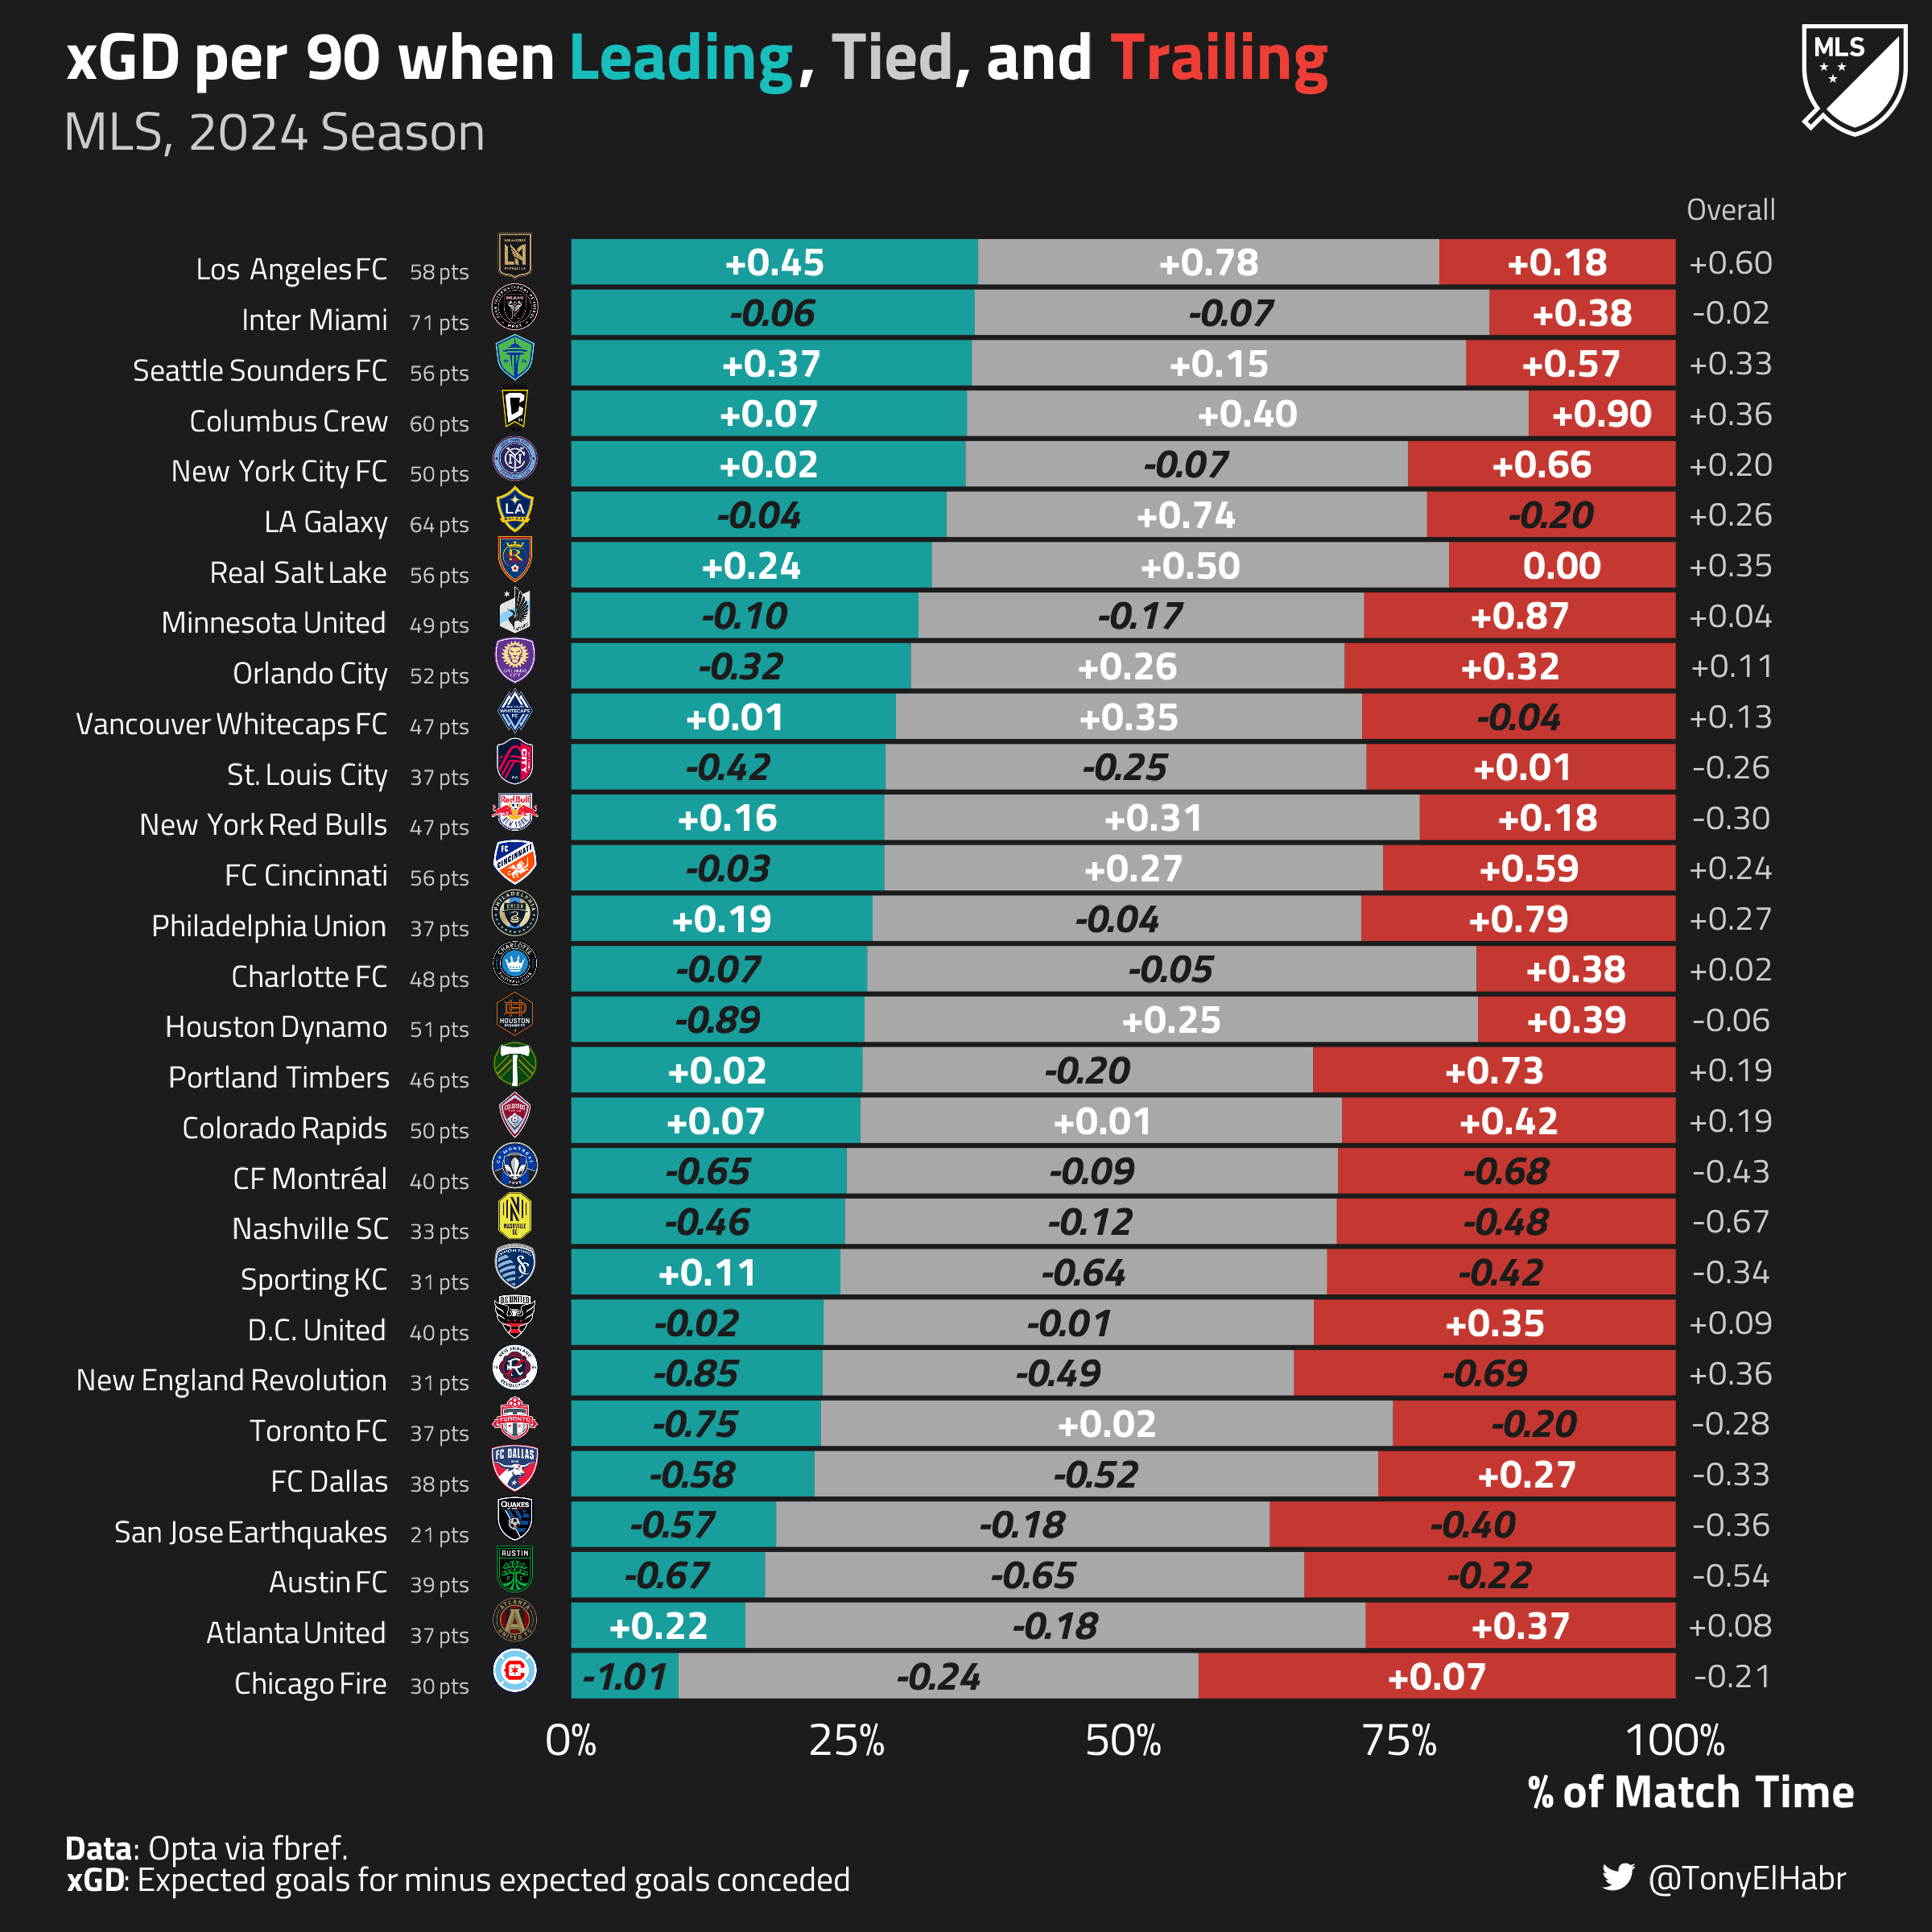 xGD per 90 when Leading, Tied, and Trailing
MLS
MLS, 2024 Season
Overall
Los Angeles FC 58 pts +0.45 +0.78 +0.18 +0.60
Inter Miami 71 pts -0.06 -0.07 +0.38 -0.02
Seattle Sounders FC 56 pts +0.37 +0.15 +0.57 +0.33
Columbus Crew 60 pts +0.07 +0.40 +0.90 +0.36
New York City FC 50 pts +0.02 -0.07 +0.66 +0.20
LA Galaxy 64 pts -0.04 +0.74 -0.20 +0.26
Real Salt Lake 56 pts +0.24 +0.50 0.00 +0.35
Minnesota United 49 pts -0.10 -0.17 +0.87 +0.04
Orlando City 52 pts -0.32 +0.26 +0.32 +0.11
Vancouver Whitecaps FC 47 pts +0.01 +0.35 -0.04 +0.13
St. Louis City 37 pts -0.42 -0.25 +0.01 -0.26
New York Red Bulls 47 pts +0.16 +0.31 +0.18 -0.30
FC Cincinnati 56 pts -0.03 +0.27 +0.59 +0.24
Philadelphia Union 37 pts +0.19 -0.04 +0.79 +0.27
Charlotte FC 48 pts -0.07 -0.05 +0.38 +0.02
Houston Dynamo 51 pts -0.89 +0.25 +0.39 -0.06
Portland Timbers 46 pts +0.02 -0.20 +0.73 +0.19
Colorado Rapids 50 pts +0.07 +0.01 +0.42 +0.19
CF Montréal 40 pts -0.65 -0.09 -0.68 -0.43
Nashville SC 33 pts -0.46 -0.12 -0.48 -0.67
Sporting KC 31 pts +0.11 -0.64 -0.42 -0.34
D.C. United 40 pts -0.02 -0.01 +0.35 +0.09
New England Revolution 31 pts -0.85 -0.49 -0.69 +0.36
Toronto FC 37 pts -0.75 +0.02 -0.20 -0.28
FC Dallas 38 pts -0.58 -0.52 +0.27 -0.33
San Jose Earthquakes 21 pts -0.57 -0.18 -0.40 -0.36
Austin FC 39 pts -0.67 -0.65 -0.22 -0.54
Atlanta United 37 pts +0.22 -0.18 +0.37 +0.08
Chicago Fire 30 pts -1.01 -0.24 +0.07 -0.21
0% 25% 50% 75% 100%
% of Match Time
Data: Opta via fbref.
xGD: Expected goals for minus expected goals conceded
@TonyElHabr